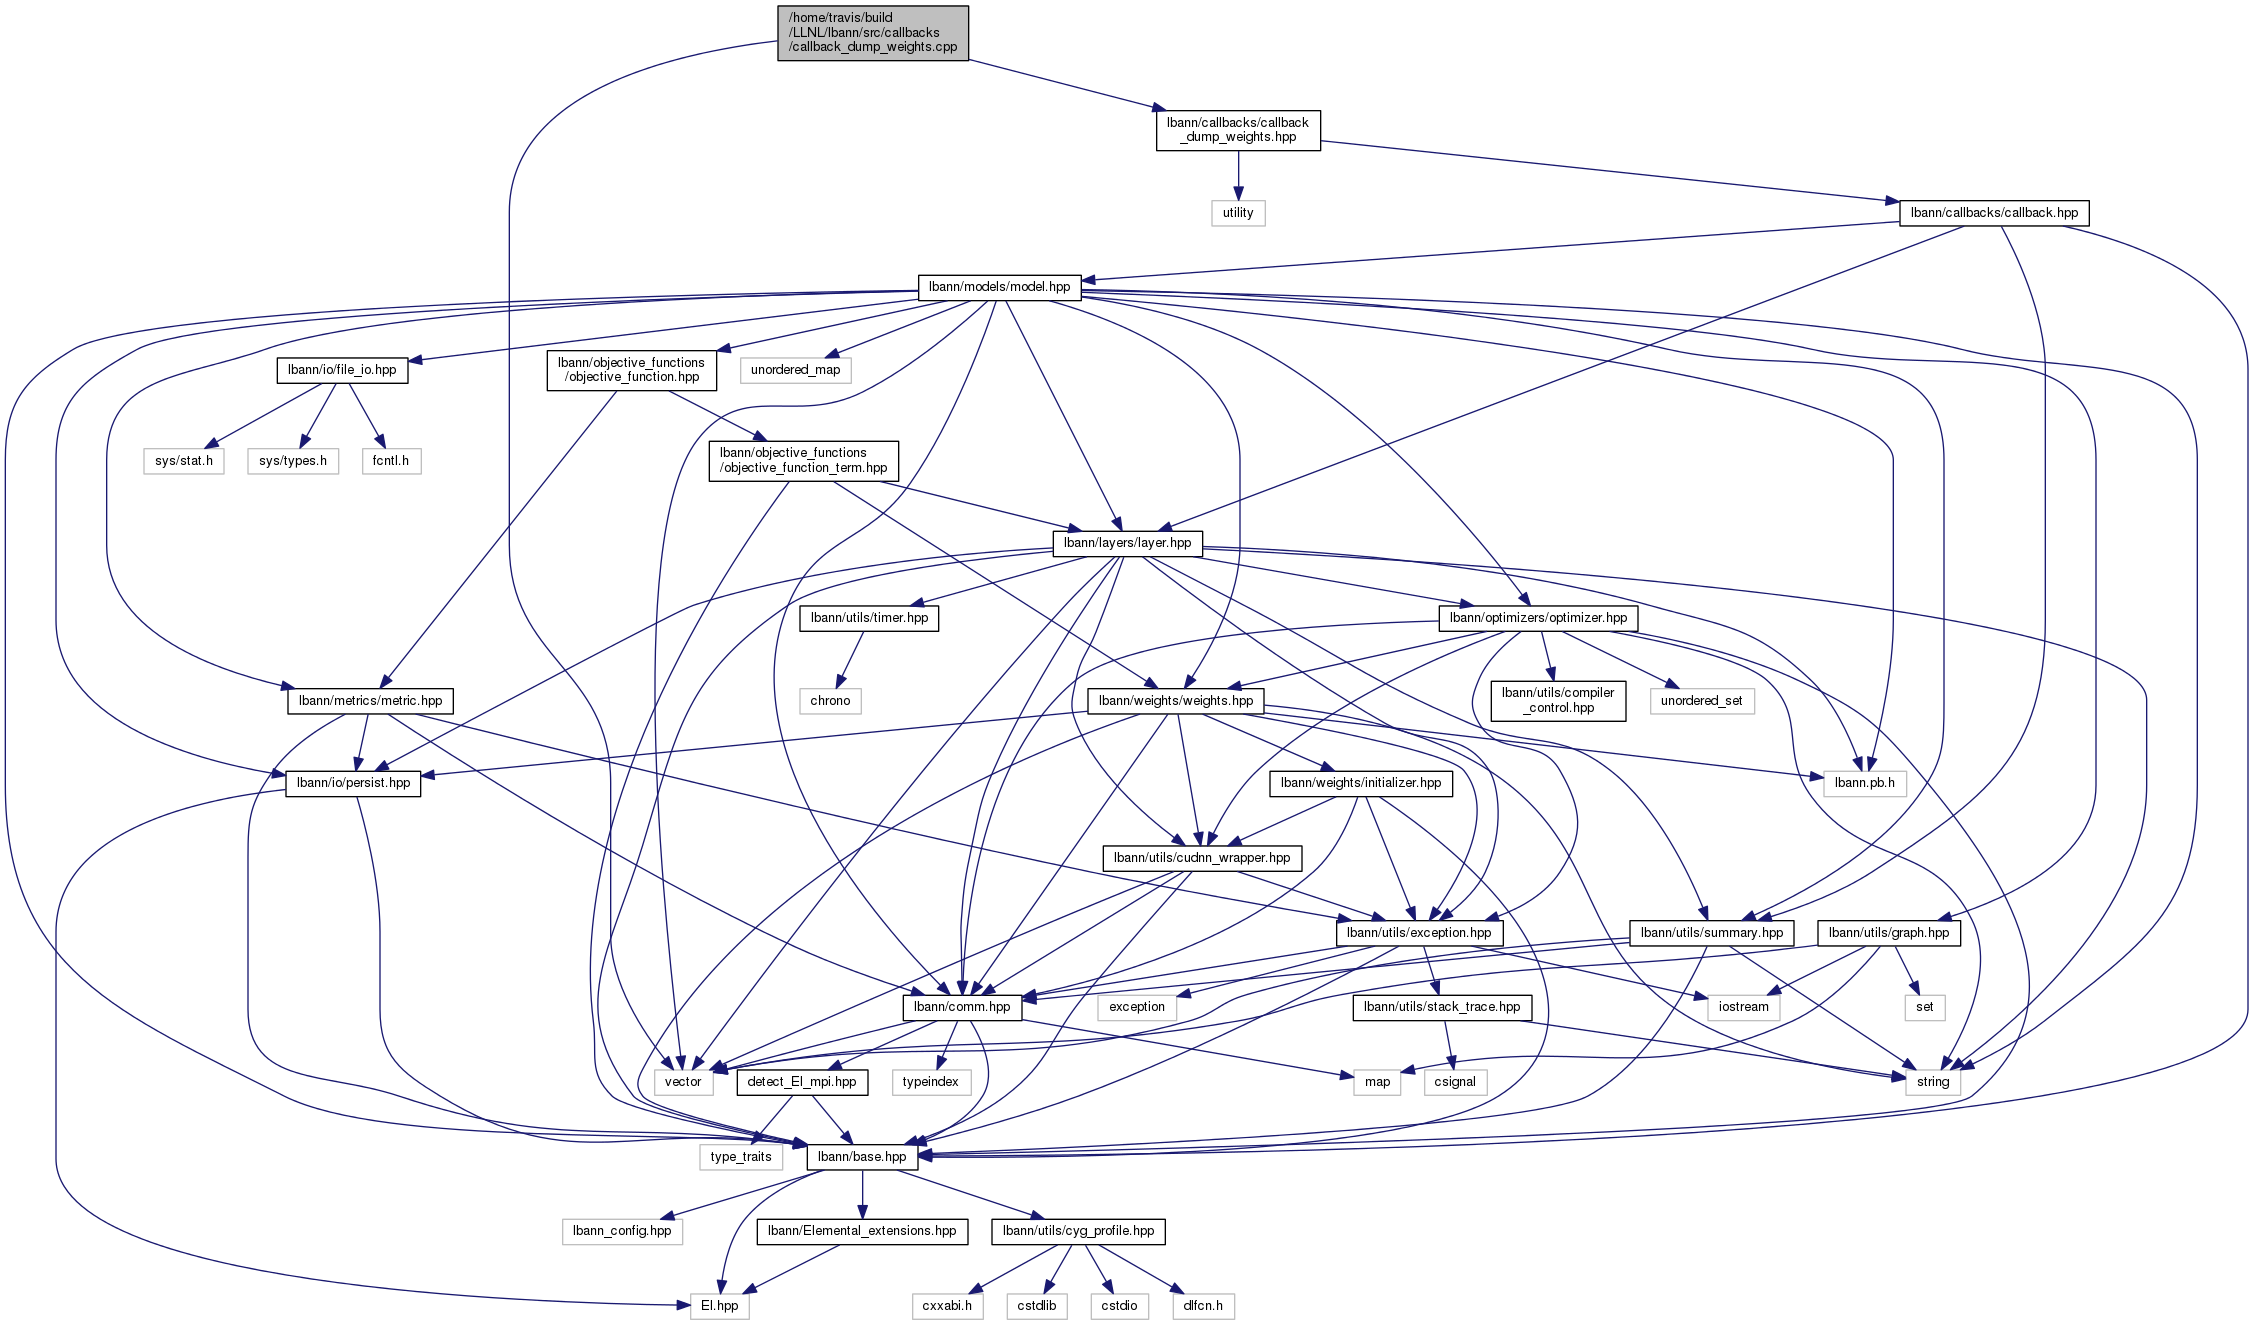 /home/travis/build
/LLNL/lbann/src/callbacks
/callback_dump_weights.cpp
lbann/callbacks/callback
_dump_weights.hpp
utility
lbann/callbacks/callback.hpp
lbann/models/model.hpp
lbann/io/file_io.hpp
lbann/objective_functions
/objective_function.hpp
unordered_map
sys/stat.h
sys/types.h
fcntl.h
lbann/objective_functions
/objective_function_term.hpp
lbann/layers/layer.hpp
lbann/utils/timer.hpp
lbann/optimizers/optimizer.hpp
lbann/metrics/metric.hpp
chrono
lbann/weights/weights.hpp
lbann/utils/compiler
_control.hpp
unordered_set
lbann/io/persist.hpp
lbann/weights/initializer.hpp
lbann.pb.h
lbann/utils/cudnn_wrapper.hpp
lbann/utils/exception.hpp
lbann/utils/summary.hpp
lbann/utils/graph.hpp
lbann/comm.hpp
exception
lbann/utils/stack_trace.hpp
iostream
set
vector
detect_El_mpi.hpp
typeindex
map
csignal
string
type_traits
lbann/base.hpp
lbann_config.hpp
lbann/Elemental_extensions.hpp
lbann/utils/cyg_profile.hpp
El.hpp
cxxabi.h
cstdlib
cstdio
dlfcn.h